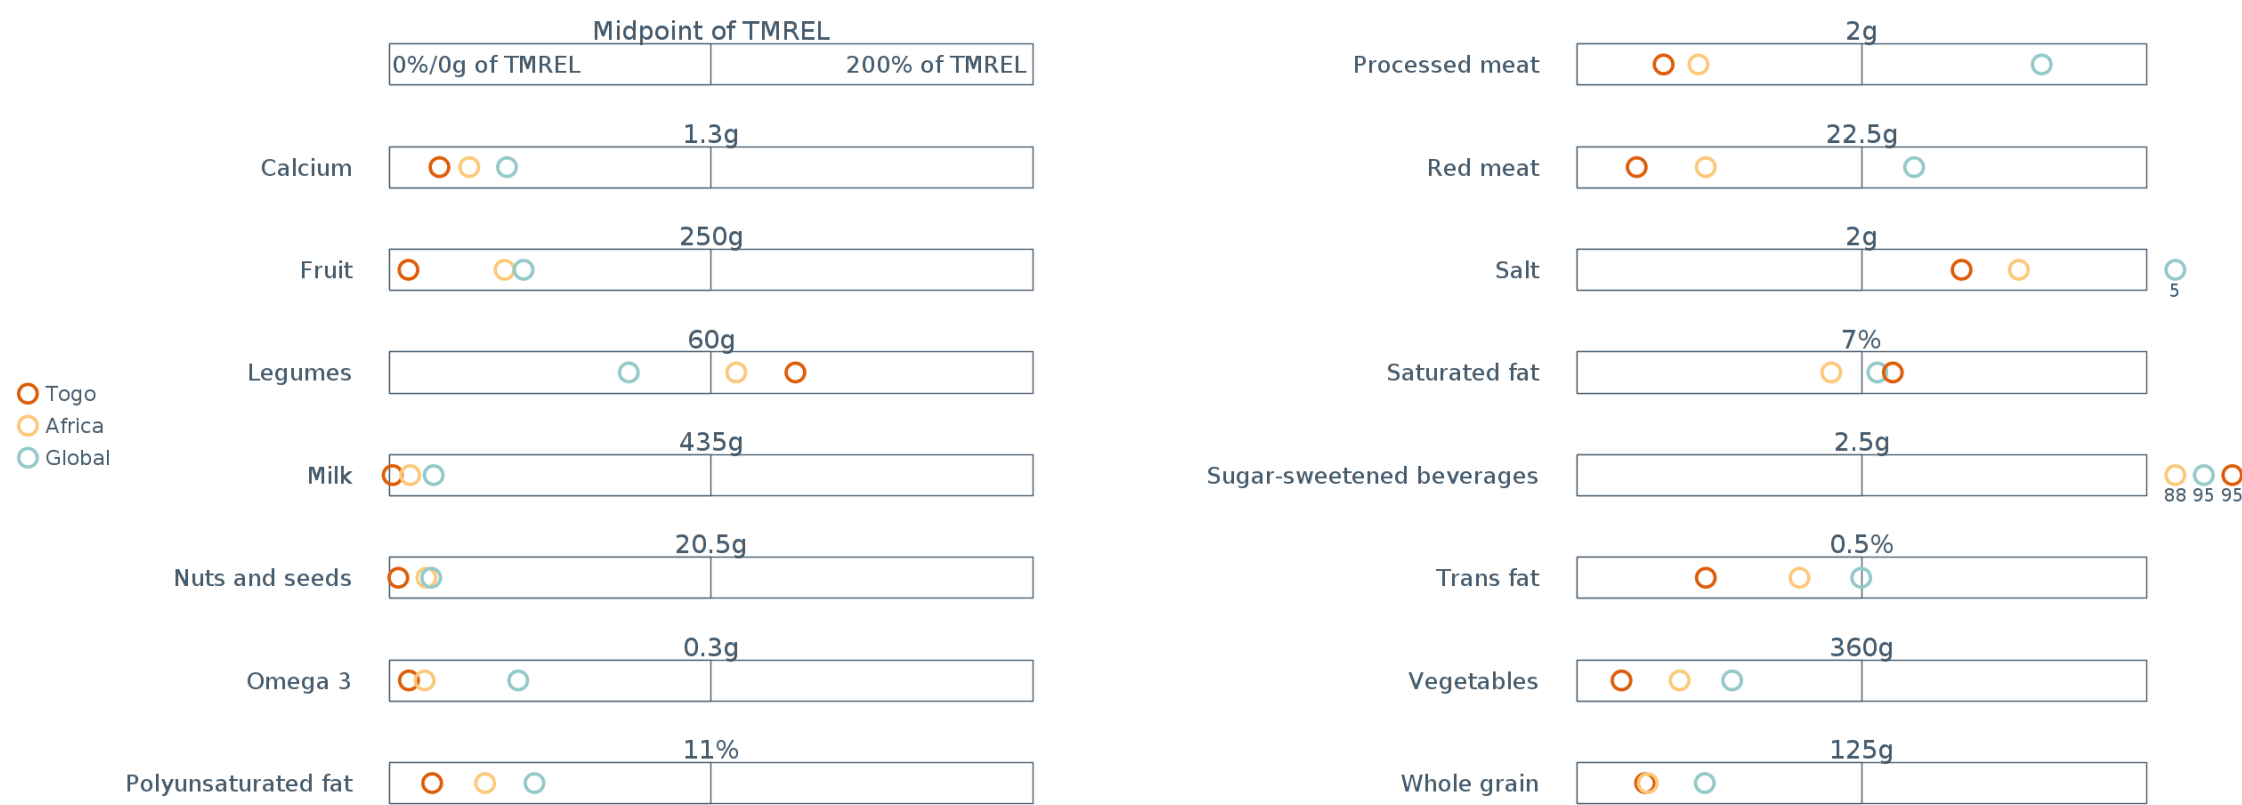 Midpoint of TMREL
0%/0g of TMREL
200% of TMREL
1.3g
Calcium
250g
Fruit
60g
Legumes
435g
Milk
20.5g
Nuts and seeds
0.3g
Omega 3
11%
Polyunsaturated fat
Togo
Africa
Global
2g
Processed meat
22.5g
Red meat
2g
Salt
5
7%
Saturated fat
2.5g
Sugar-sweetened beverages
88 95 95
0.5%
Trans fat
360g
Vegetables
125g
Whole grain